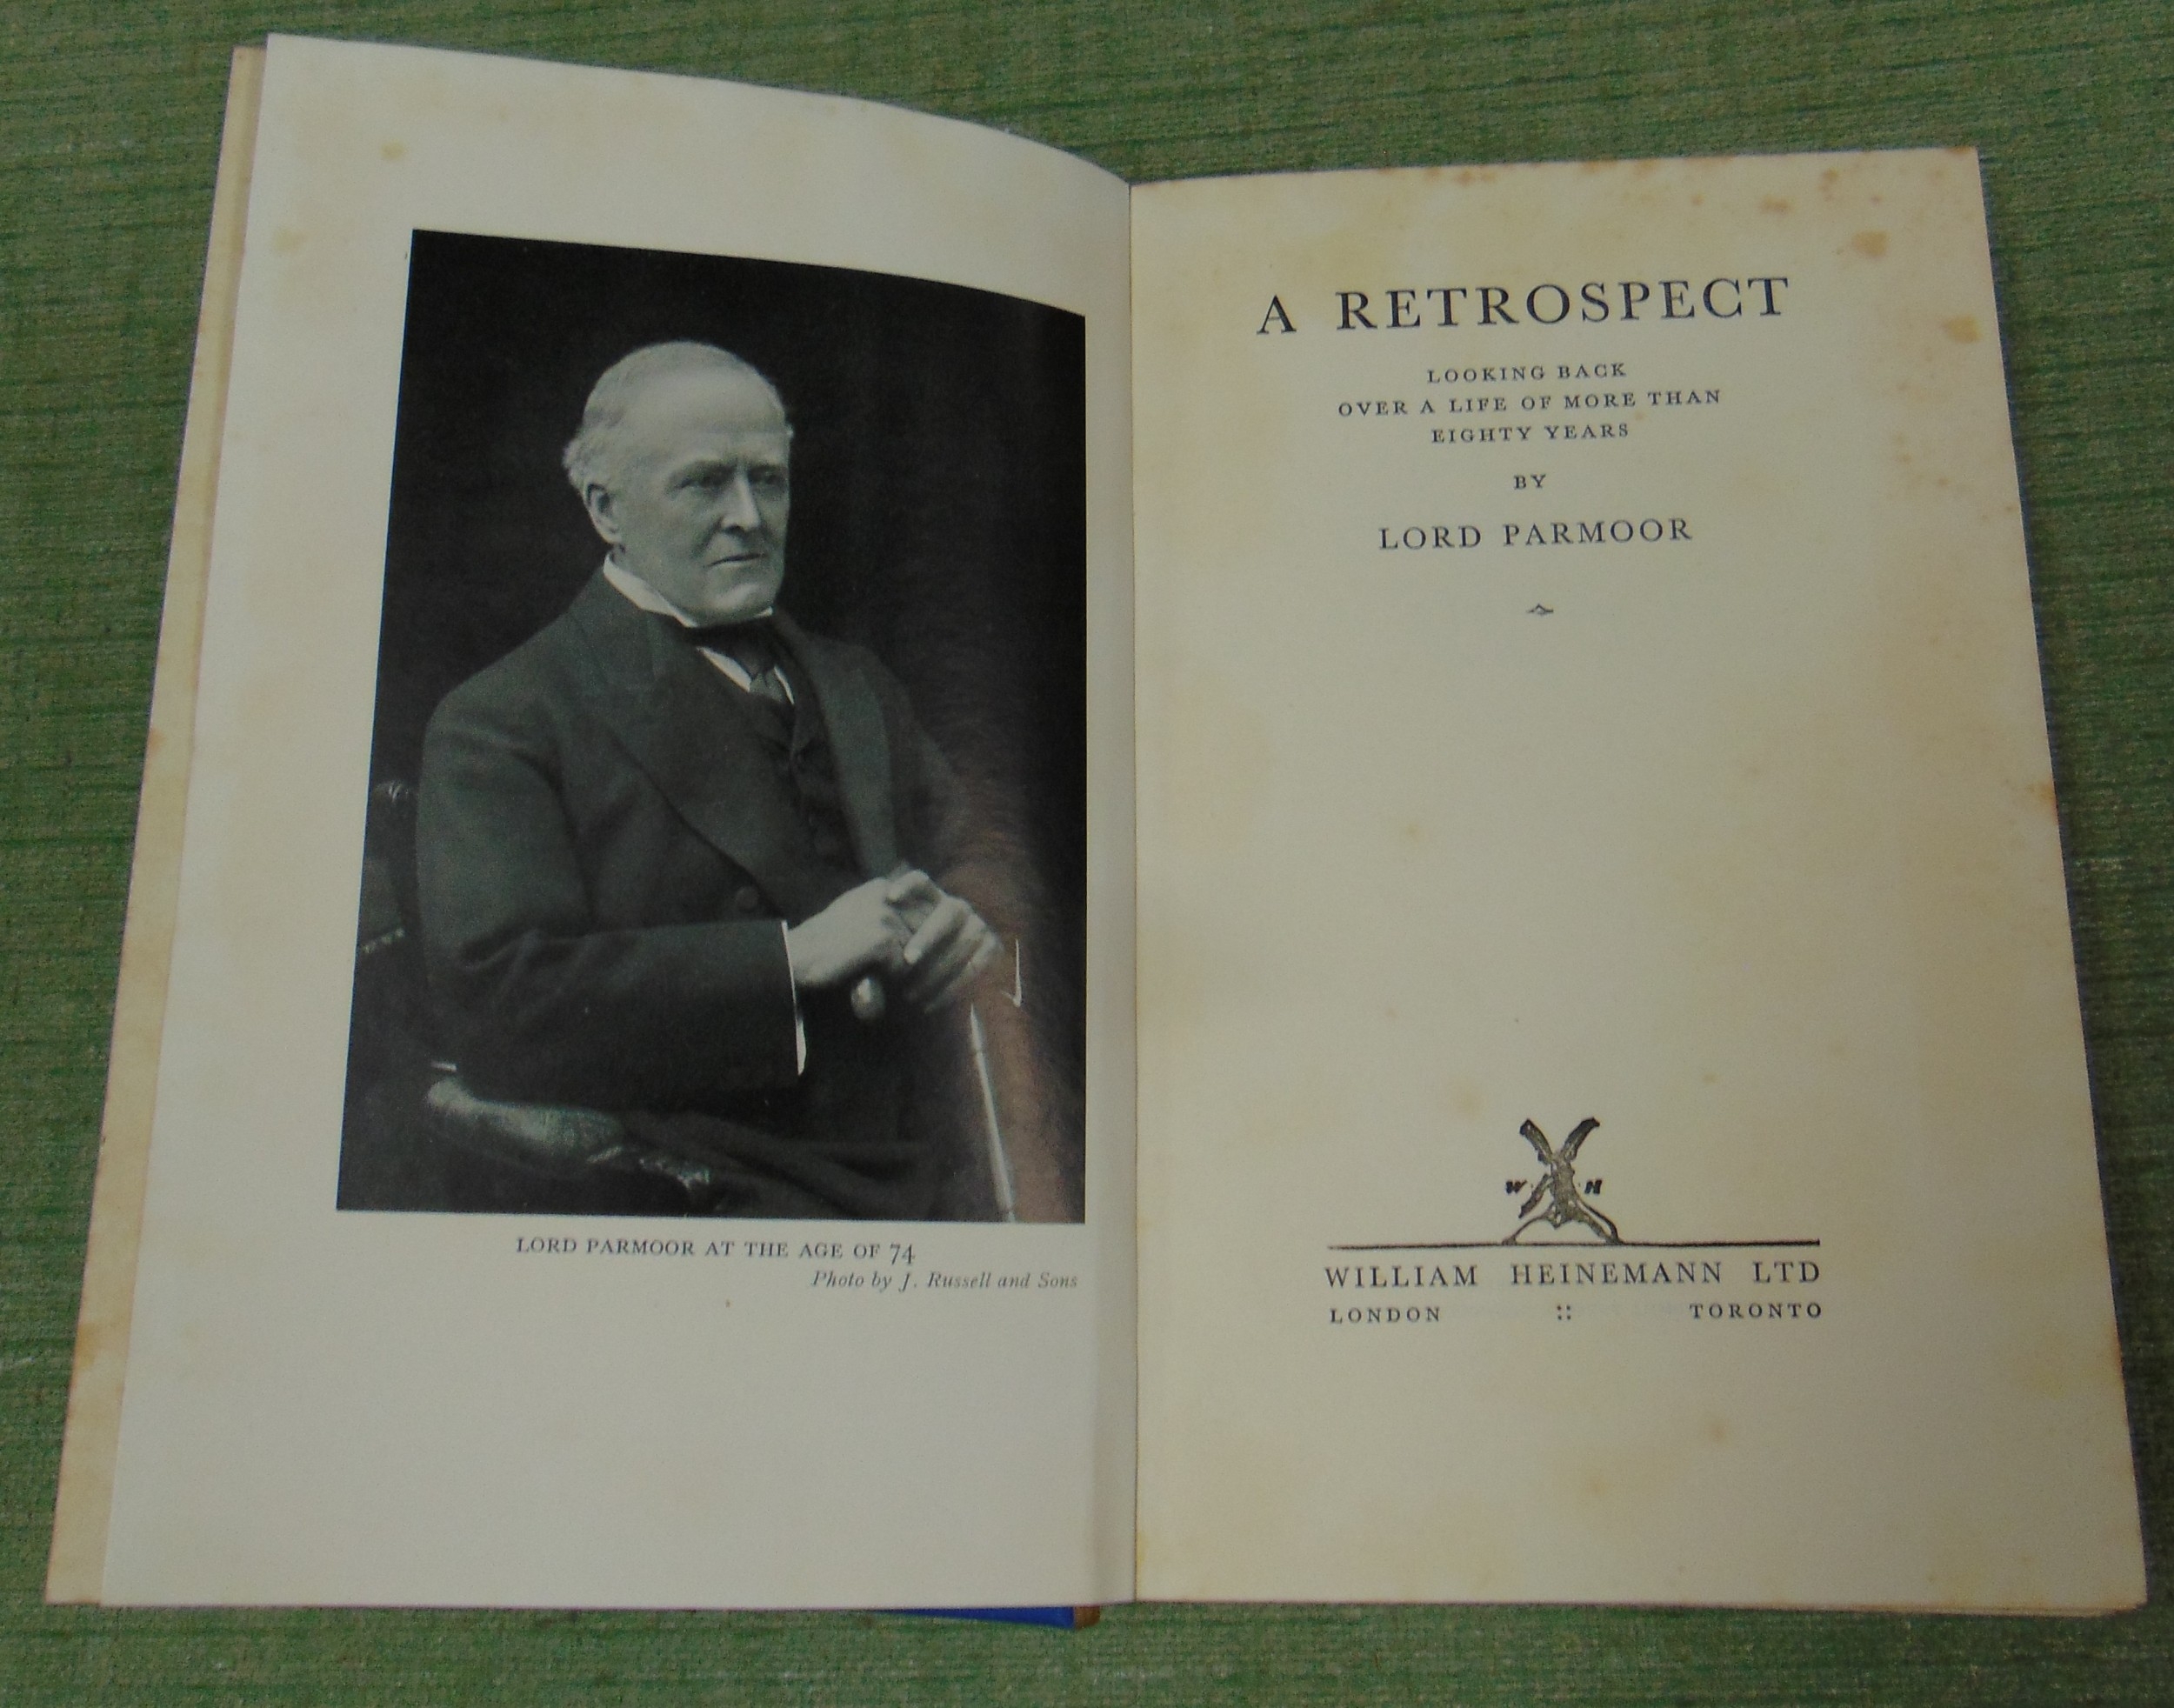 LORD PARMOOR AT THE AGE OF 74
Photo by J. Russell and Sons
A RETROSPECT
LOOKING BACK
OVER A LIFE OF MORE THAN
EIGHTY YEARS
BY
LORD PARMOOR
W H
WILLIAM HEINEMANN LTD
LONDON :: TORONTO